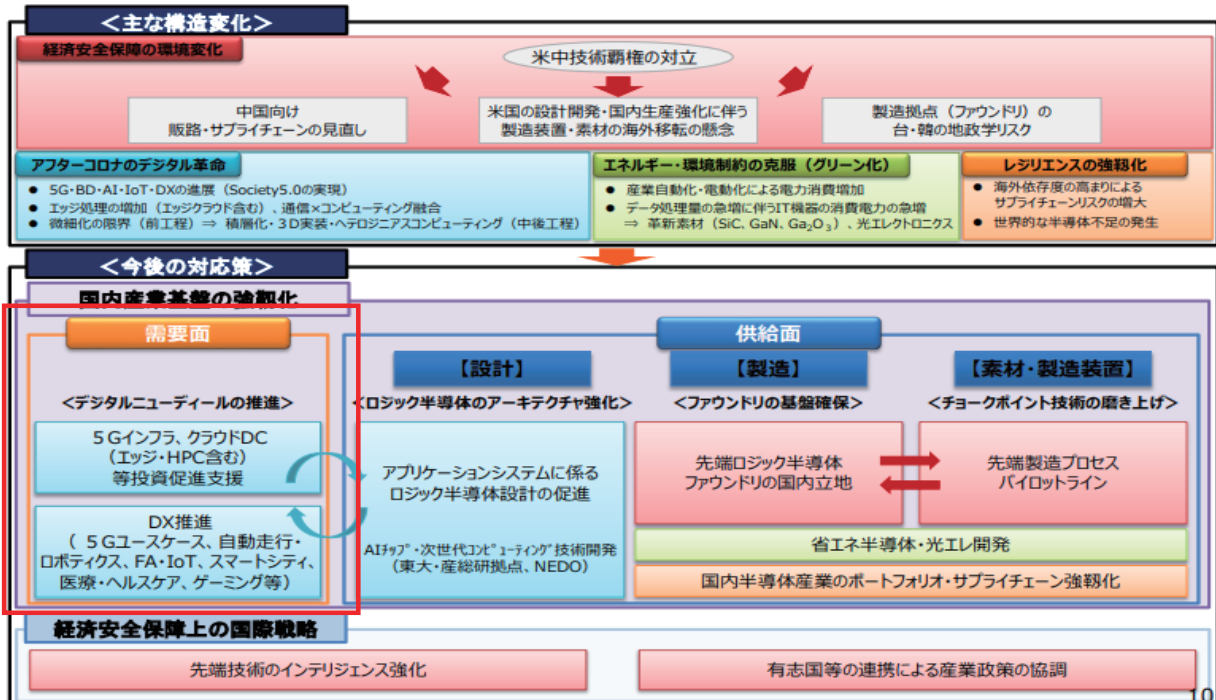 <主な構造変化>
経済安全保障の環境変化
米中技術覇権の対立
中国向け
販路・サプライチェーンの見直し
米国の設計開発・国内生産強化に伴う
製造装置・素材の海外移転の懸念
製造拠点（ファウンドリ）の
台・韓の地政学リスク
アフターコロナのデジタル革命
● 5G・BD・AI・IoT・DXの進展（Society5.0の実現）
● エッジ処理の増加（エッジクラウド含む）、通信×コンピューティング融合
● 微細化の限界（前工程）⇒ 積層化・3D実装・ヘテロジニアスコンピューティング（中後工程）
エネルギー・環境制約の克服（グリーン化）
● 産業自動化・電動化による電力消費増加
● データ処理量の急増に伴うIT機器の消費電力の急増
⇒ 革新素材（SiC、GaN、Ga₂O₃）、光エレクトロニクス
レジリエンスの強靱化
● 海外依存度の高まりによる
サプライチェーンリスクの増大
● 世界的な半導体不足の発生
<今後の対応策>
国内産業基盤の強靱化
需要面
<デジタルニューディールの推進>
５Gインフラ、クラウドDC
（エッジ・HPC含む）
等投資促進支援
DX推進
（ ５Gユースケース、自動走行・
ロボティクス、FA・IoT、スマートシティ、
医療・ヘルスケア、ゲーミング等）
供給面
【設計】
<ロジック半導体のアーキテクチャ強化>
アプリケーションシステムに係る
ロジック半導体設計の促進
AIﾁｯﾌﾟ・次世代ｺﾝﾋﾟｭｰﾃｨﾝｸﾞ技術開発
（東大・産総研拠点、NEDO）
【製造】
<ファウンドリの基盤確保>
先端ロジック半導体
ファウンドリの国内立地
【素材・製造装置】
<チョークポイント技術の磨き上げ>
先端製造プロセス
パイロットライン
省エネ半導体・光エレ開発
国内半導体産業のポートフォリオ・サプライチェーン強靱化
経済安全保障上の国際戦略
先端技術のインテリジェンス強化
有志国等の連携による産業政策の協調
10